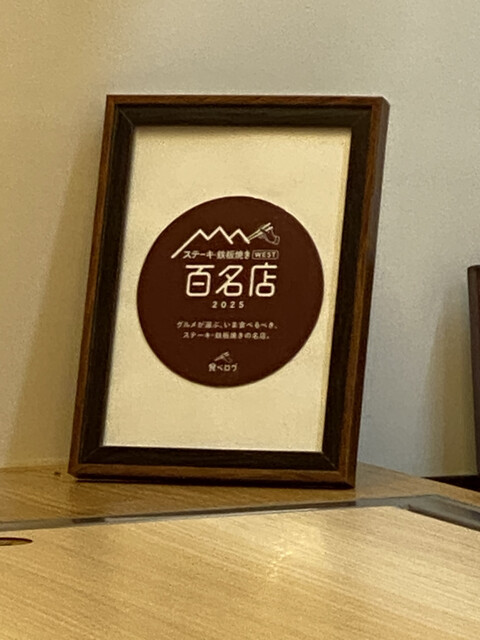 ステーキ・鉄板焼き WEST
百名店
2025
グルメが選ぶ、いま食べるべき、
ステーキ・鉄板焼きの名店。
食べログ